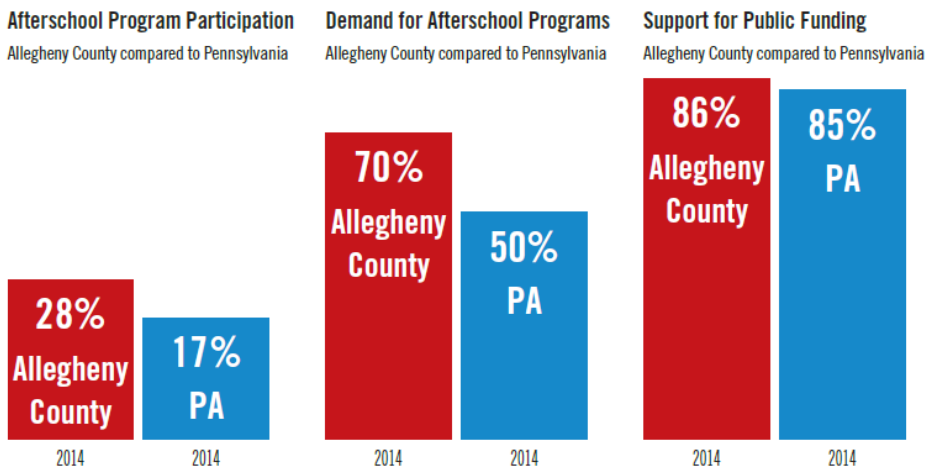 Afterschool Program Participation
Allegheny County compared to Pennsylvania
28%
Allegheny
County
17%
PA
2014
2014
Demand for Afterschool Programs
Allegheny County compared to Pennsylvania
70%
Allegheny
County
50%
PA
2014
2014
Support for Public Funding
Allegheny County compared to Pennsylvania
86%
Allegheny
County
85%
PA
2014
2014